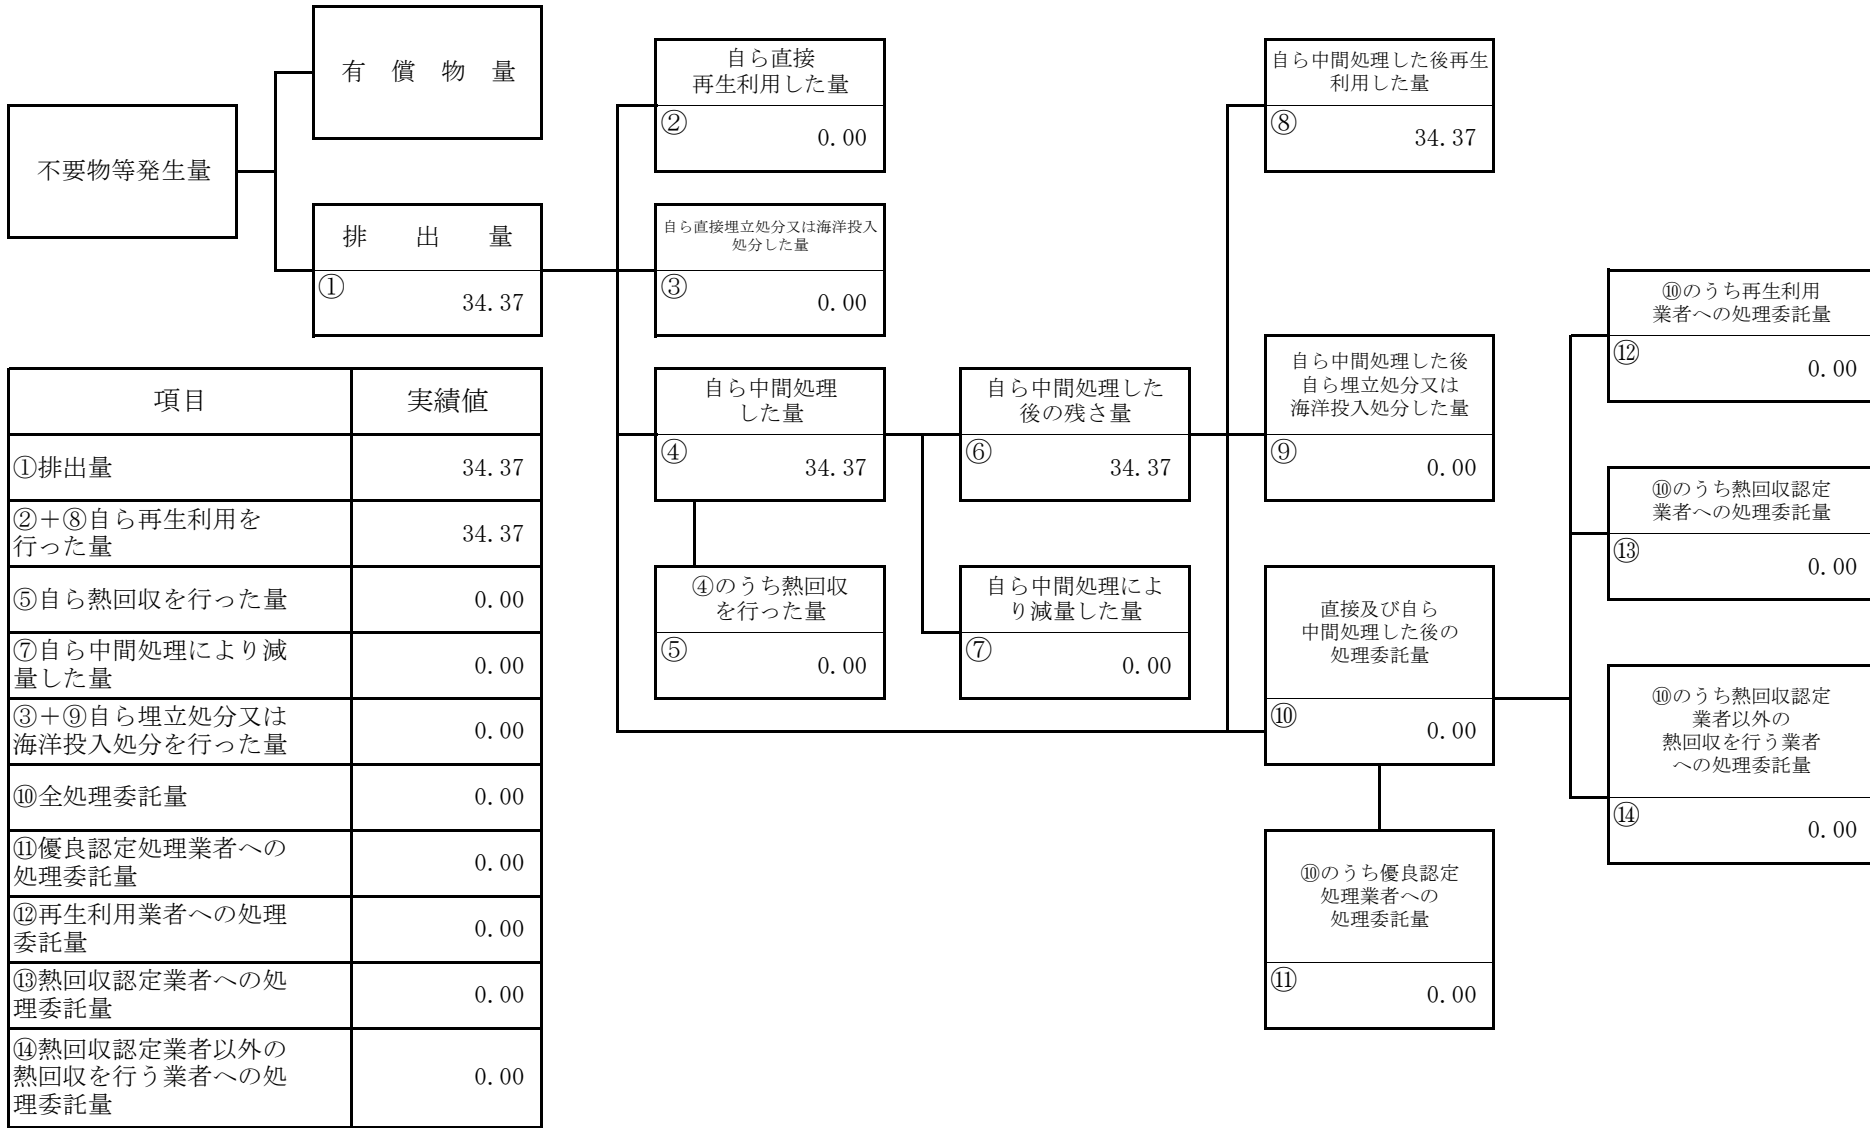 不要物等発生量
有 償 物 量
排 出 量
①
34.37
自ら直接
再生利用した量
②
0.00
自ら直接埋立処分又は海洋投入
処分した量
③
0.00
自ら中間処理
した量
④
34.37
④のうち熱回収
を行った量
⑤
0.00
自ら中間処理した
後の残さ量
⑥
34.37
自ら中間処理によ
り減量した量
⑦
0.00
自ら中間処理した後再生
利用した量
⑧
34.37
自ら中間処理した後
自ら埋立処分又は
海洋投入処分した量
⑨
0.00
直接及び自ら
中間処理した後の
処理委託量
⑩
0.00
⑩のうち優良認定
処理業者への
処理委託量
⑪
0.00
⑩のうち再生利用
業者への処理委託量
⑫
0.00
⑩のうち熱回収認定
業者への処理委託量
⑬
0.00
⑩のうち熱回収認定
業者以外の
熱回収を行う業者
への処理委託量
⑭
0.00
項目 実績値
①排出量 34.37
②＋⑧自ら再生利用を
行った量
34.37
⑤自ら熱回収を行った量 0.00
⑦自ら中間処理により減
量した量
0.00
③＋⑨自ら埋立処分又は
海洋投入処分を行った量
0.00
⑩全処理委託量 0.00
⑪優良認定処理業者への
処理委託量
0.00
⑫再生利用業者への処理
委託量
0.00
⑬熱回収認定業者への処
理委託量
0.00
⑭熱回収認定業者以外の
熱回収を行う業者への処
理委託量
0.00